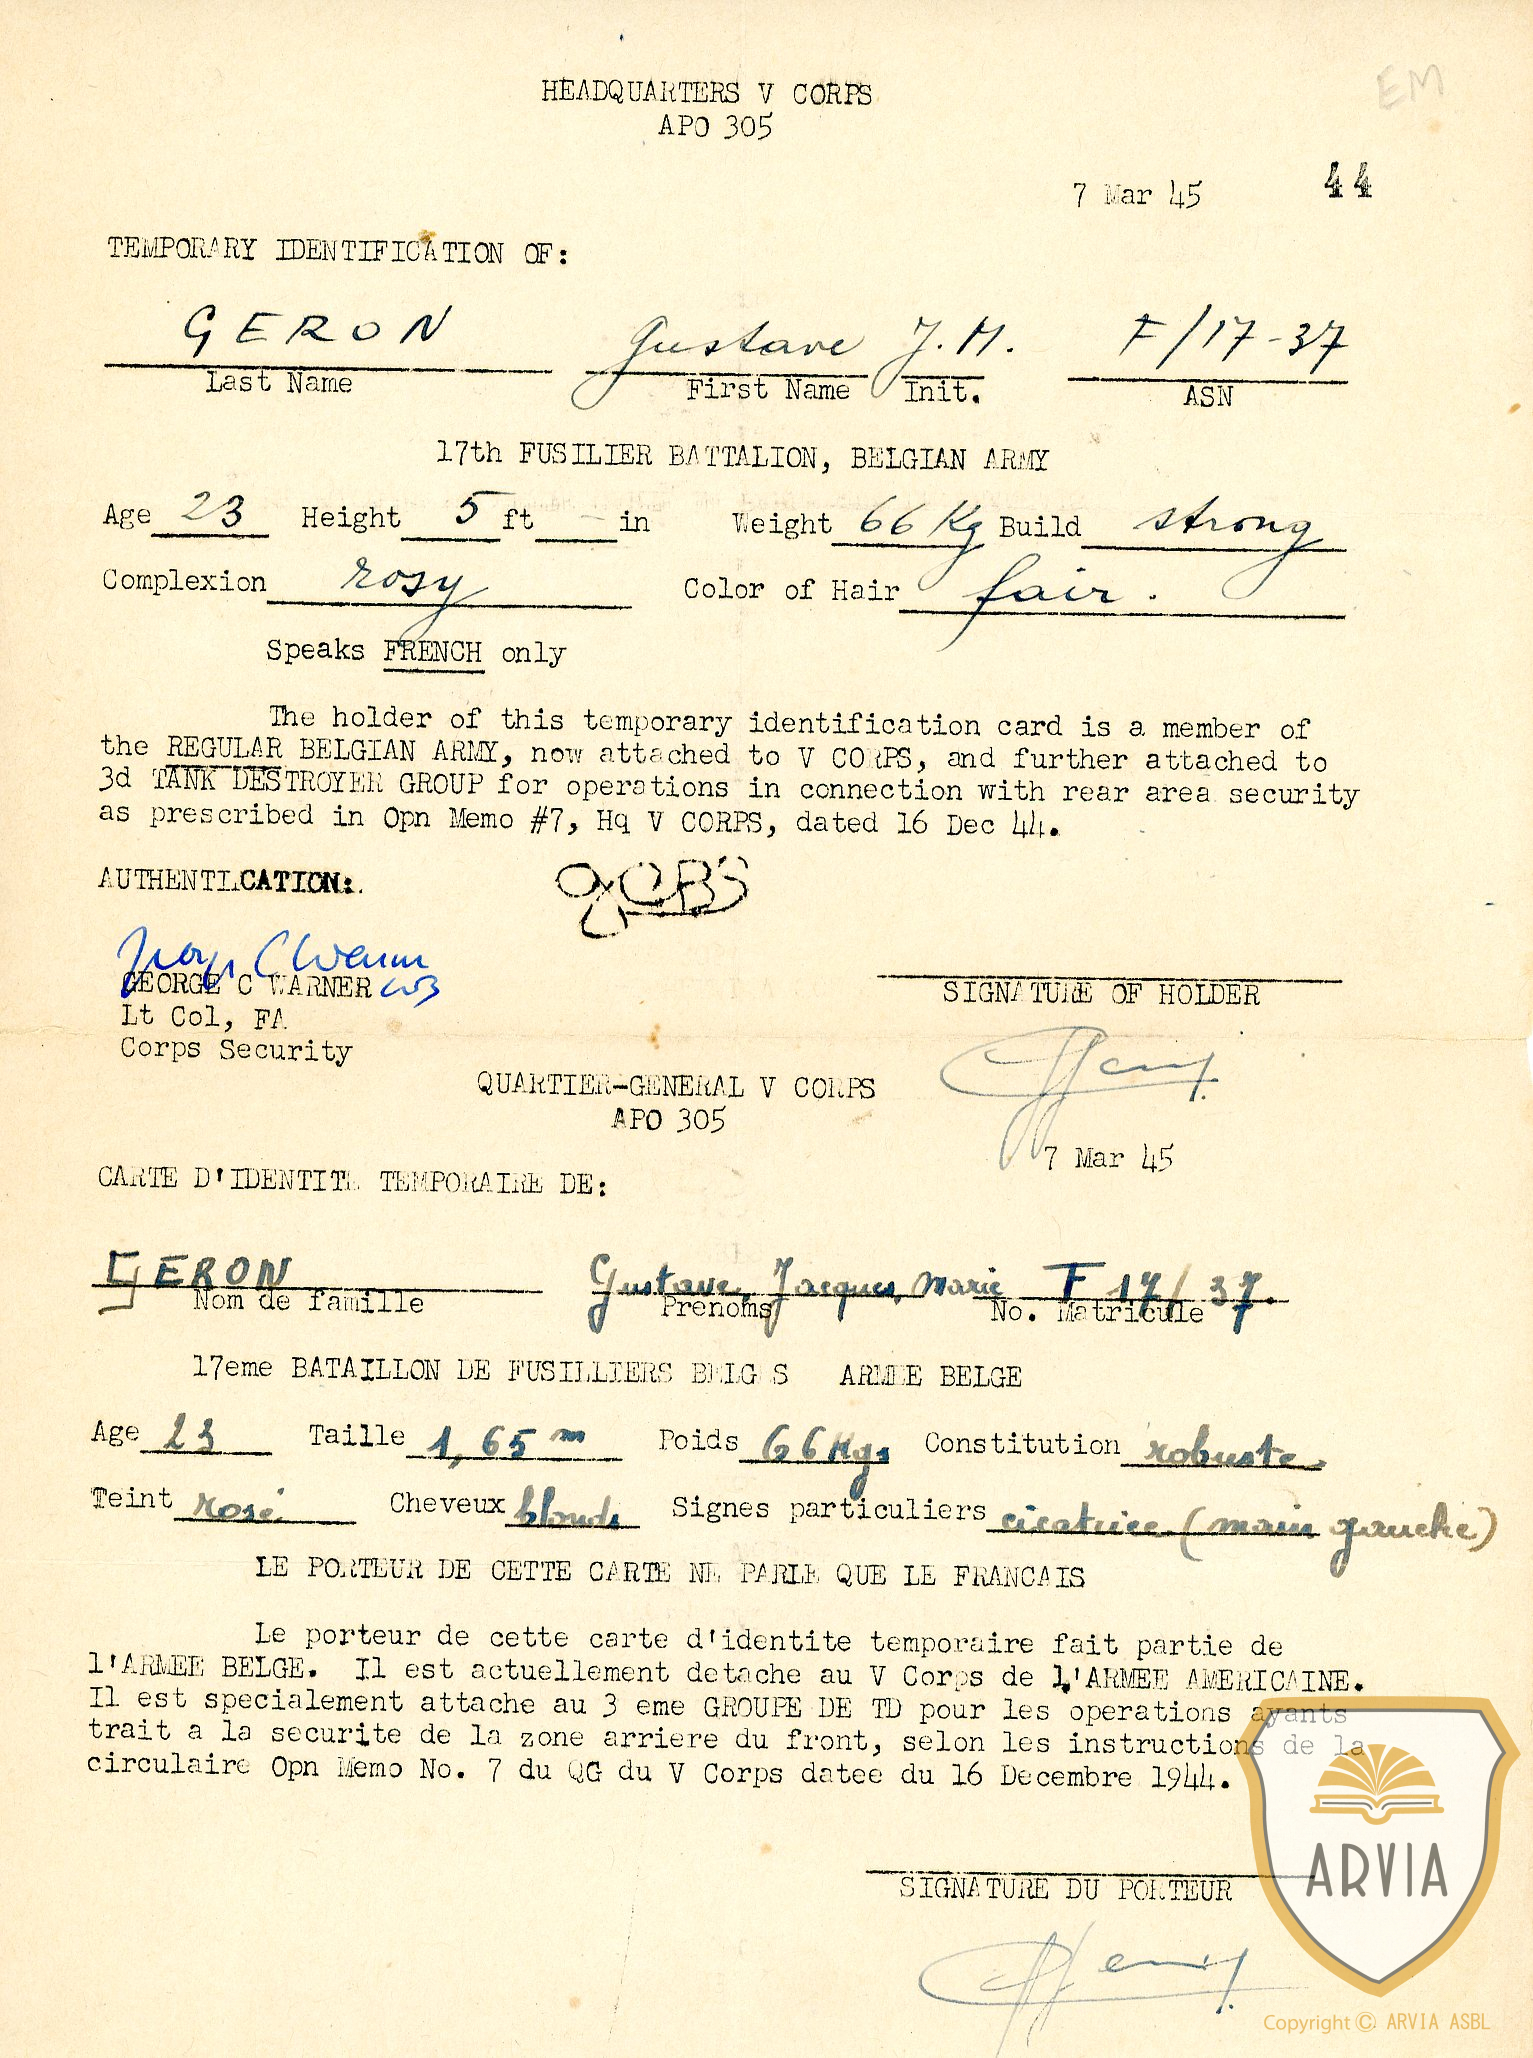 EM
HEADQUARTERS V CORPS
APO 305
7 Mar 45 44
TEMPORARY IDENTIFICATION OF:
GERON Gustave J.M. F/17-37
Last Name First Name Init. ASN
17th FUSILIER BATTALION, BELGIAN ARMY
Age 23 Height 5 ft - in Weight 66 Kg Build strong
Complexion rosy Color of Hair fair.
Speaks FRENCH only
The holder of this temporary identification card is a member of
the REGULAR BELGIAN ARMY, now attached to V CORPS, and further attached to
3d TANK DESTROYER GROUP for operations in connection with rear area security
as prescribed in Opn Memo #7, Hq V CORPS, dated 16 Dec 44.
AUTHENTICATION:.
GEORGE C WARNER
Lt Col, FA
Corps Security
SIGNATURE OF HOLDER
QUARTIER-GENERAL V CORPS
APO 305
7 Mar 45
CARTE D'IDENTITE TEMPORAIRE DE:
GERON Gustave, Jacques, Marie F 17/37.
Nom de famille Prenoms No. Matricule
17eme BATAILLON DE FUSILLIERS BELGES ARMEE BELGE
Age 23 Taille 1,65 m Poids 66 Kgs Constitution robuste.
Teint rosé Cheveux blonds Signes particuliers cicatrice (main gauche)
LE PORTEUR DE CETTE CARTE NE PARLE QUE LE FRANCAIS
Le porteur de cette carte d'identite temporaire fait partie de
l'ARMEE BELGE. Il est actuellement detache au V Corps de l'ARMEE AMERICAINE.
Il est specialement attache au 3 eme GROUPE DE TD pour les operations ayants
trait a la securite de la zone arriere du front, selon les instructions de la
circulaire Opn Memo No. 7 du QG du V Corps datee du 16 Decembre 1944.
SIGNATURE DU PORTEUR
ARVIA
Copyright © ARVIA ASBL